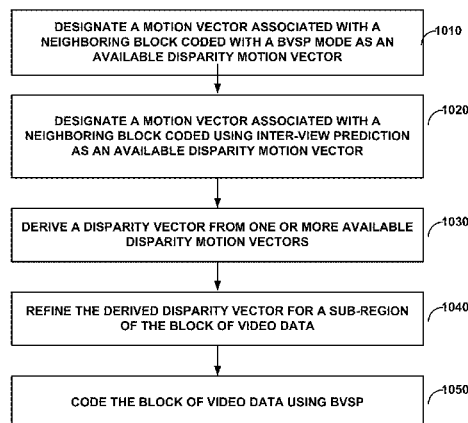 DESIGNATE A MOTION VECTOR ASSOCIATED WITH A
NEIGHBORING BLOCK CODED WITH A BVSP MODE AS AN
AVAILABLE DISPARITY MOTION VECTOR
1010
DESIGNATE A MOTION VECTOR ASSOCIATED WITH A
NEIGHBORING BLOCK CODED USING INTER-VIEW PREDICTION
AS AN AVAILABLE DISPARITY MOTION VECTOR
1020
DERIVE A DISPARITY VECTOR FROM ONE OR MORE AVAILABLE
DISPARITY MOTION VECTORS
1030
REFINE THE DERIVED DISPARITY VECTOR FOR A SUB-REGION
OF THE BLOCK OF VIDEO DATA
1040
CODE THE BLOCK OF VIDEO DATA USING BVSP
1050